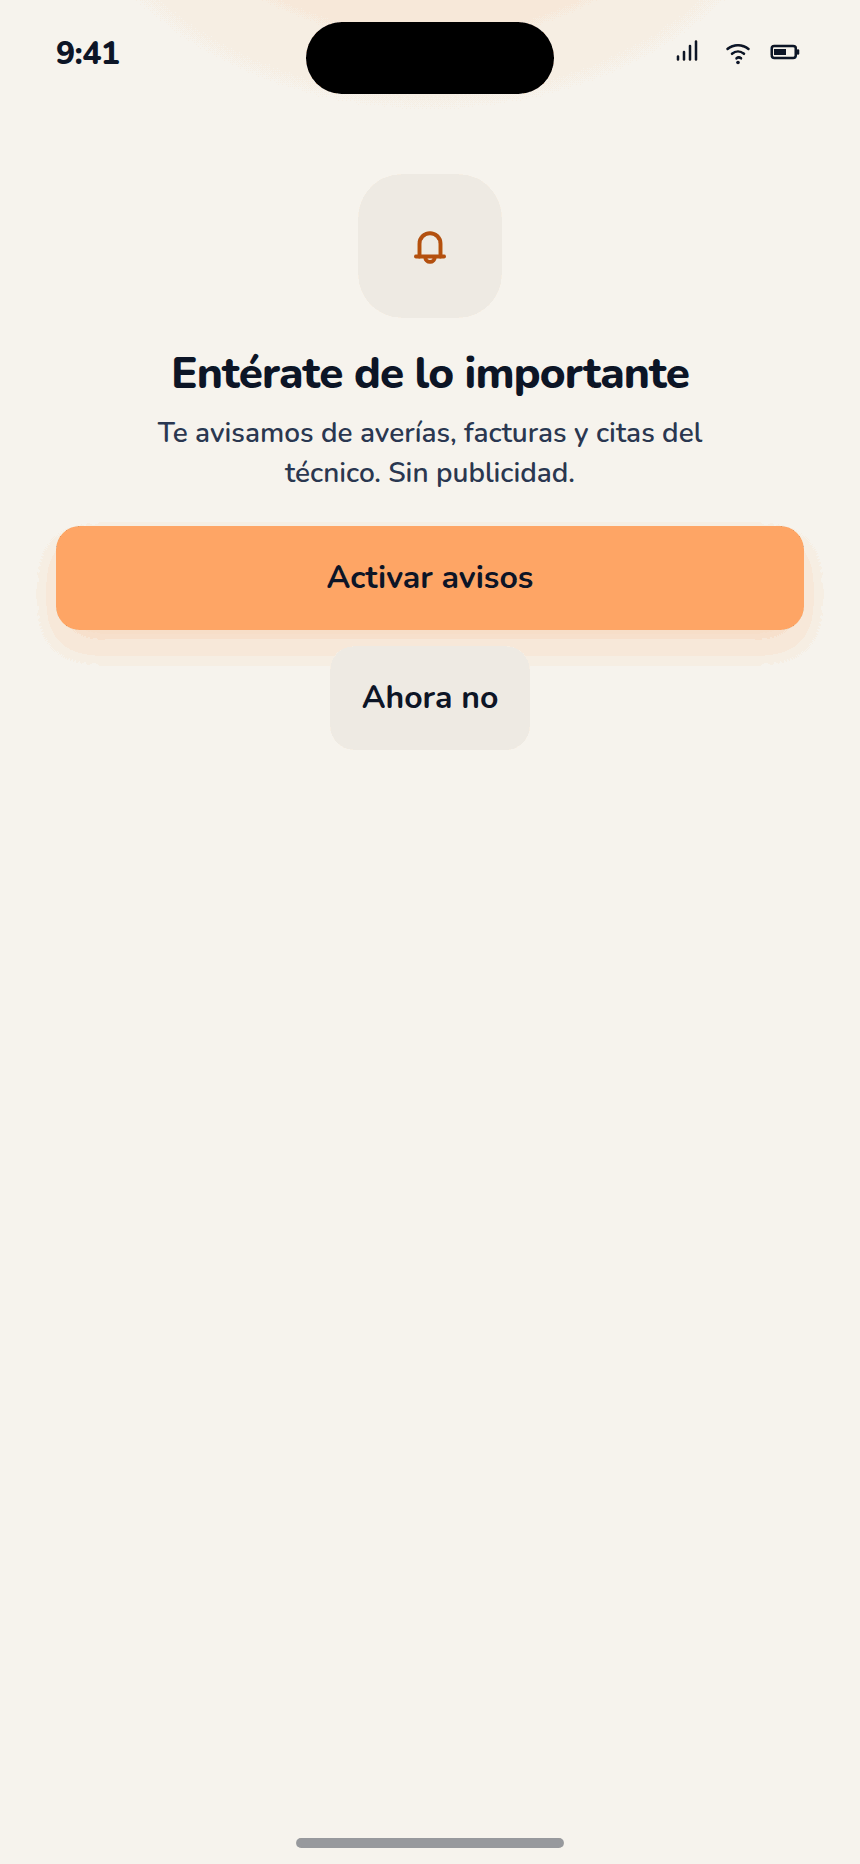 9:41
Entérate de lo importante
Te avisamos de averías, facturas y citas del
técnico. Sin publicidad.
Activar avisos
Ahora no